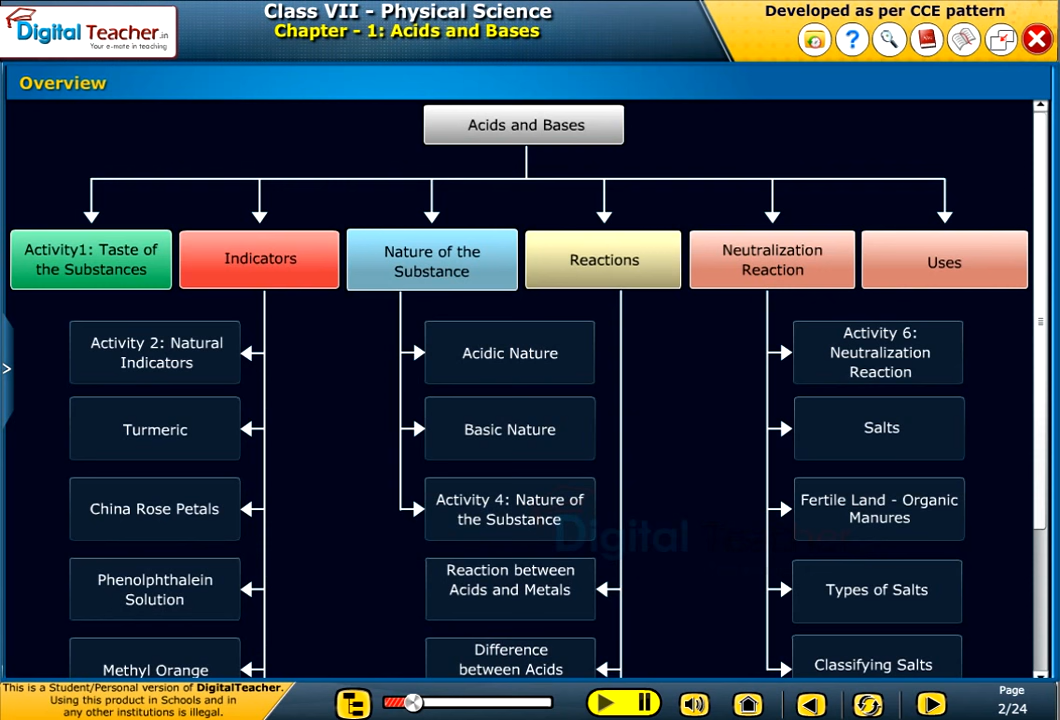 Digital Teacher.in
Your e-mate in teaching
Class VII - Physical Science
Chapter - 1: Acids and Bases
Developed as per CCE pattern
?
Overview
Acids and Bases
Activity1: Taste of
the Substances
Indicators
Nature of the
Substance
Reactions
Neutralization
Reaction
Uses
Activity 2: Natural
Indicators
Turmeric
China Rose Petals
Phenolphthalein
Solution
Methyl Orange
Acidic Nature
Basic Nature
Activity 4: Nature of
the Substance
Reaction between
Acids and Metals
Difference
between Acids
Activity 6:
Neutralization
Reaction
Salts
Fertile Land - Organic
Manures
Types of Salts
Classifying Salts
Digital Teacher
This is a Student/Personal version of DigitalTeacher.
Using this product in Schools and in
any other institutions is illegal.
Page
2/24